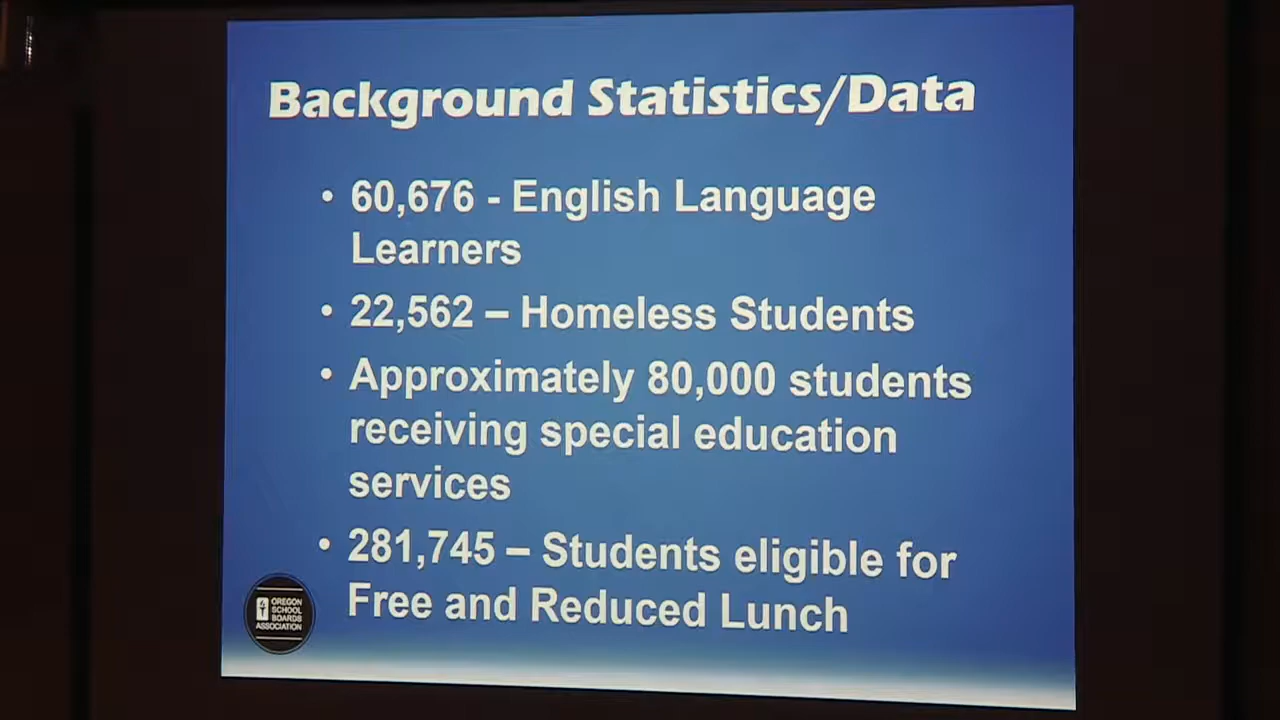 Background Statistics/Data
• 60,676 - English Language
Learners
• 22,562 – Homeless Students
• Approximately 80,000 students
receiving special education
services
• 281,745 – Students eligible for
Free and Reduced Lunch
OREGON
SCHOOL
BOARDS
ASSOCIATION